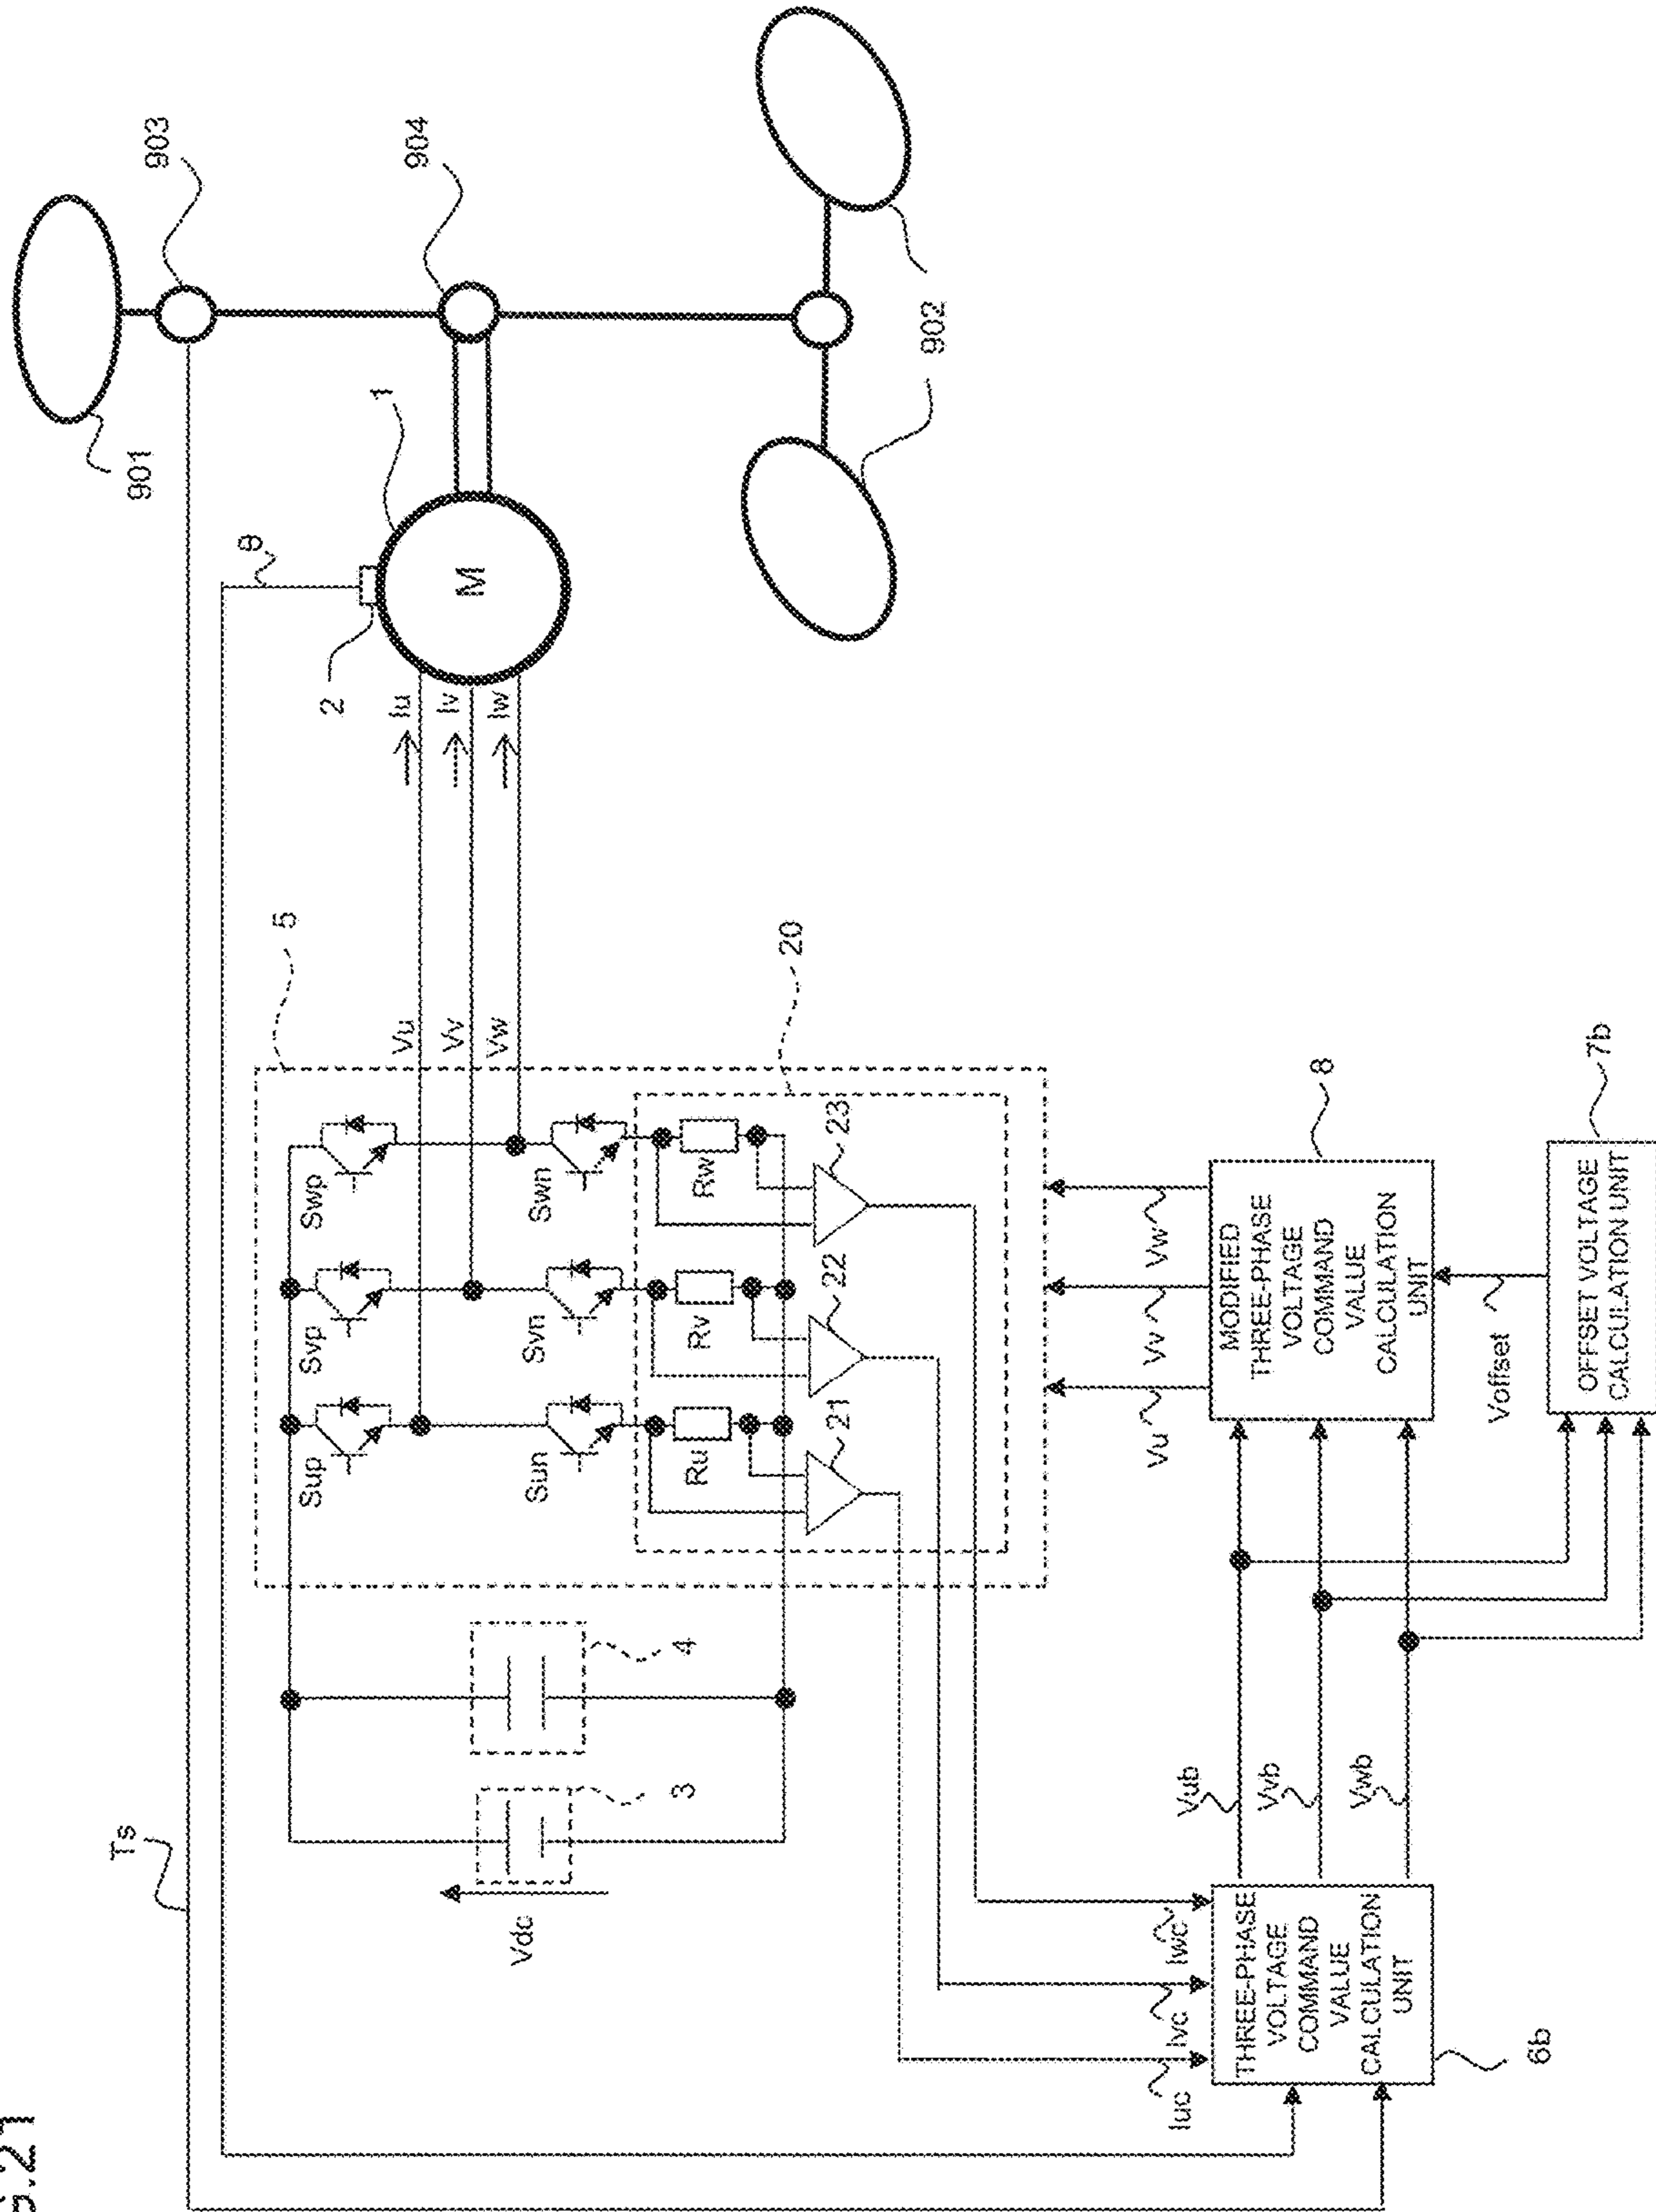 G.21
Ts
901
903
904
902
1
2
M
θ
Iu
Iv
Iw
5
Vu
Vv
Vw
20
Sup
Svp
Swp
Sun
Svn
Swn
Ru
Rv
Rw
21
22
23
4
3
Vdc
Iuc
Ivc
Iwc
THREE-PHASE
VOLTAGE
COMMAND
VALUE
CALCULATION
UNIT
6b
Vub
Vvb
Vwb
Vu
Vv
Vw
MODIFIED
THREE-PHASE
VOLTAGE
COMMAND
VALUE
CALCULATION
UNIT
8
Voffset
OFFSET VOLTAGE
CALCULATION UNIT
7b